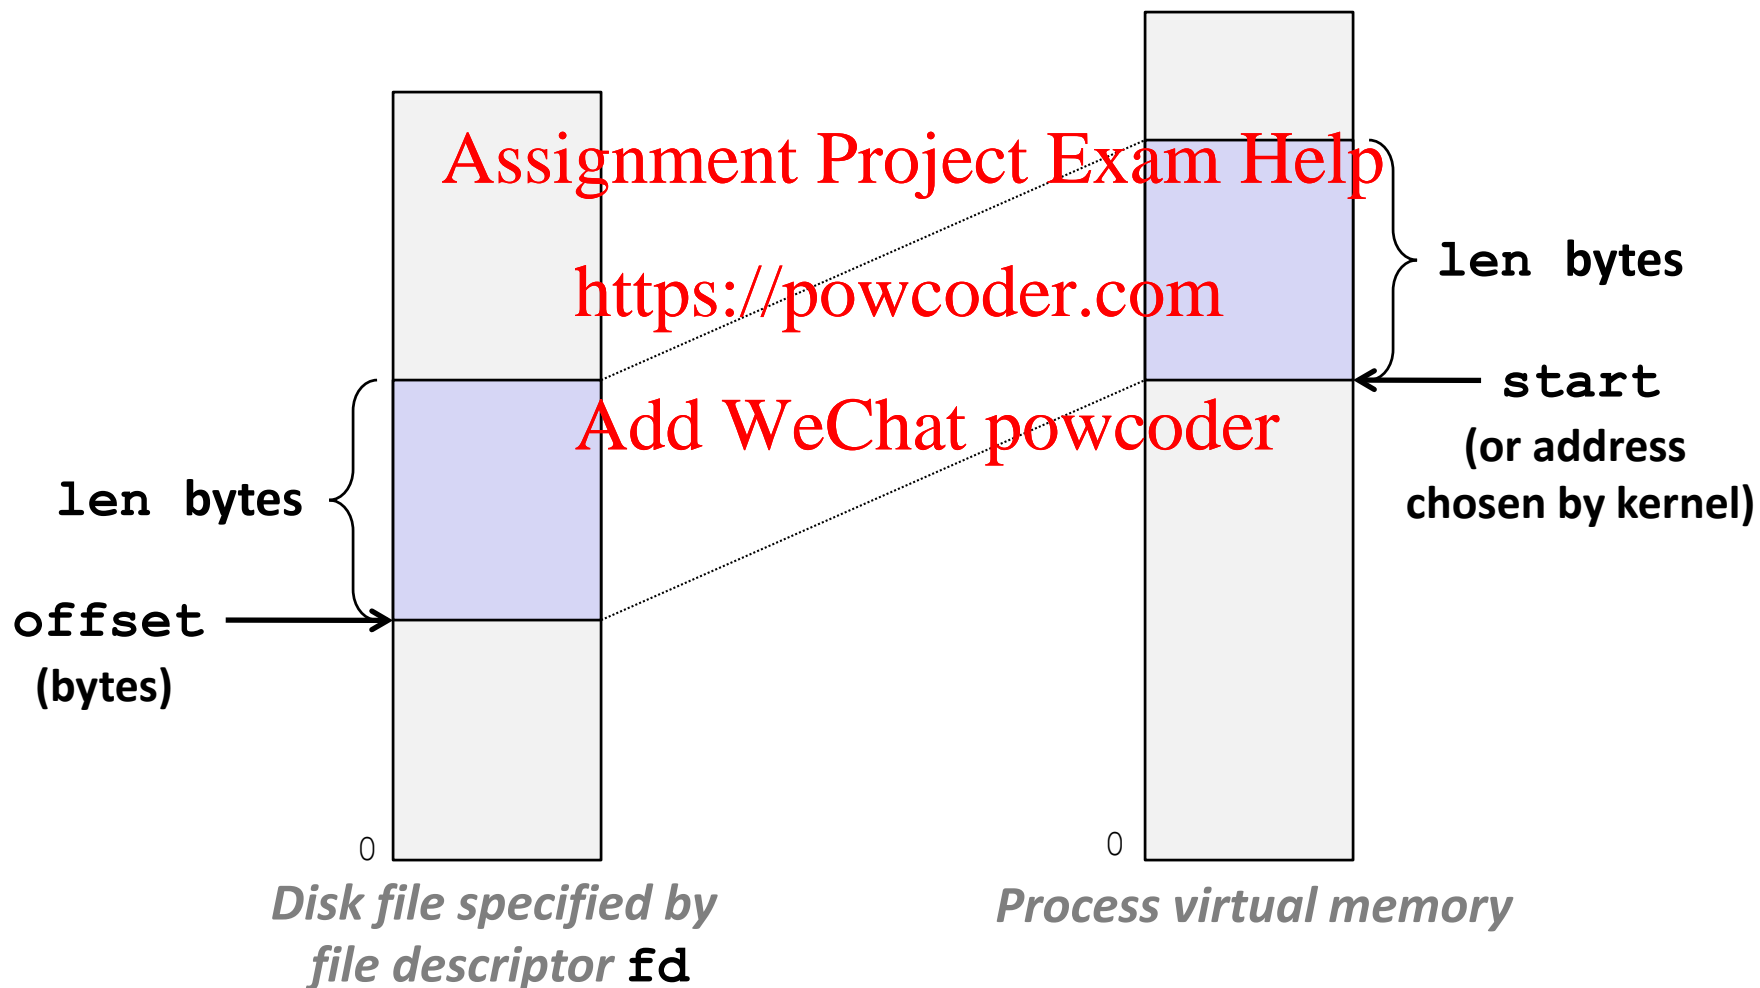 Assignment Project Exam Help
https://powcoder.com
Add WeChat powcoder
len bytes
start
(or address
chosen by kernel)
len bytes
offset
(bytes)
0
0
Disk file specified by
file descriptor fd
Process virtual memory